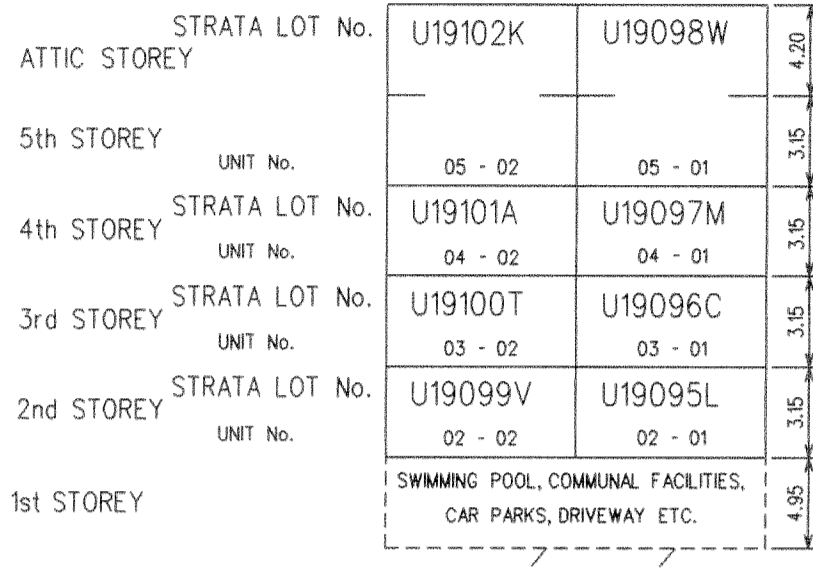 STRATA LOT No. U19102K U19098W 4.20
ATTIC STOREY
5th STOREY 3.15
UNIT No. 05 - 02 05 - 01
STRATA LOT No. U19101A U19097M
4th STOREY 3.15
UNIT No. 04 - 02 04 - 01
STRATA LOT No. U19100T U19096C
3rd STOREY 3.15
UNIT No. 03 - 02 03 - 01
STRATA LOT No. U19099V U19095L
2nd STOREY 3.15
UNIT No. 02 - 02 02 - 01
SWIMMING POOL, COMMUNAL FACILITIES,
1st STOREY 4.95
CAR PARKS, DRIVEWAY ETC.